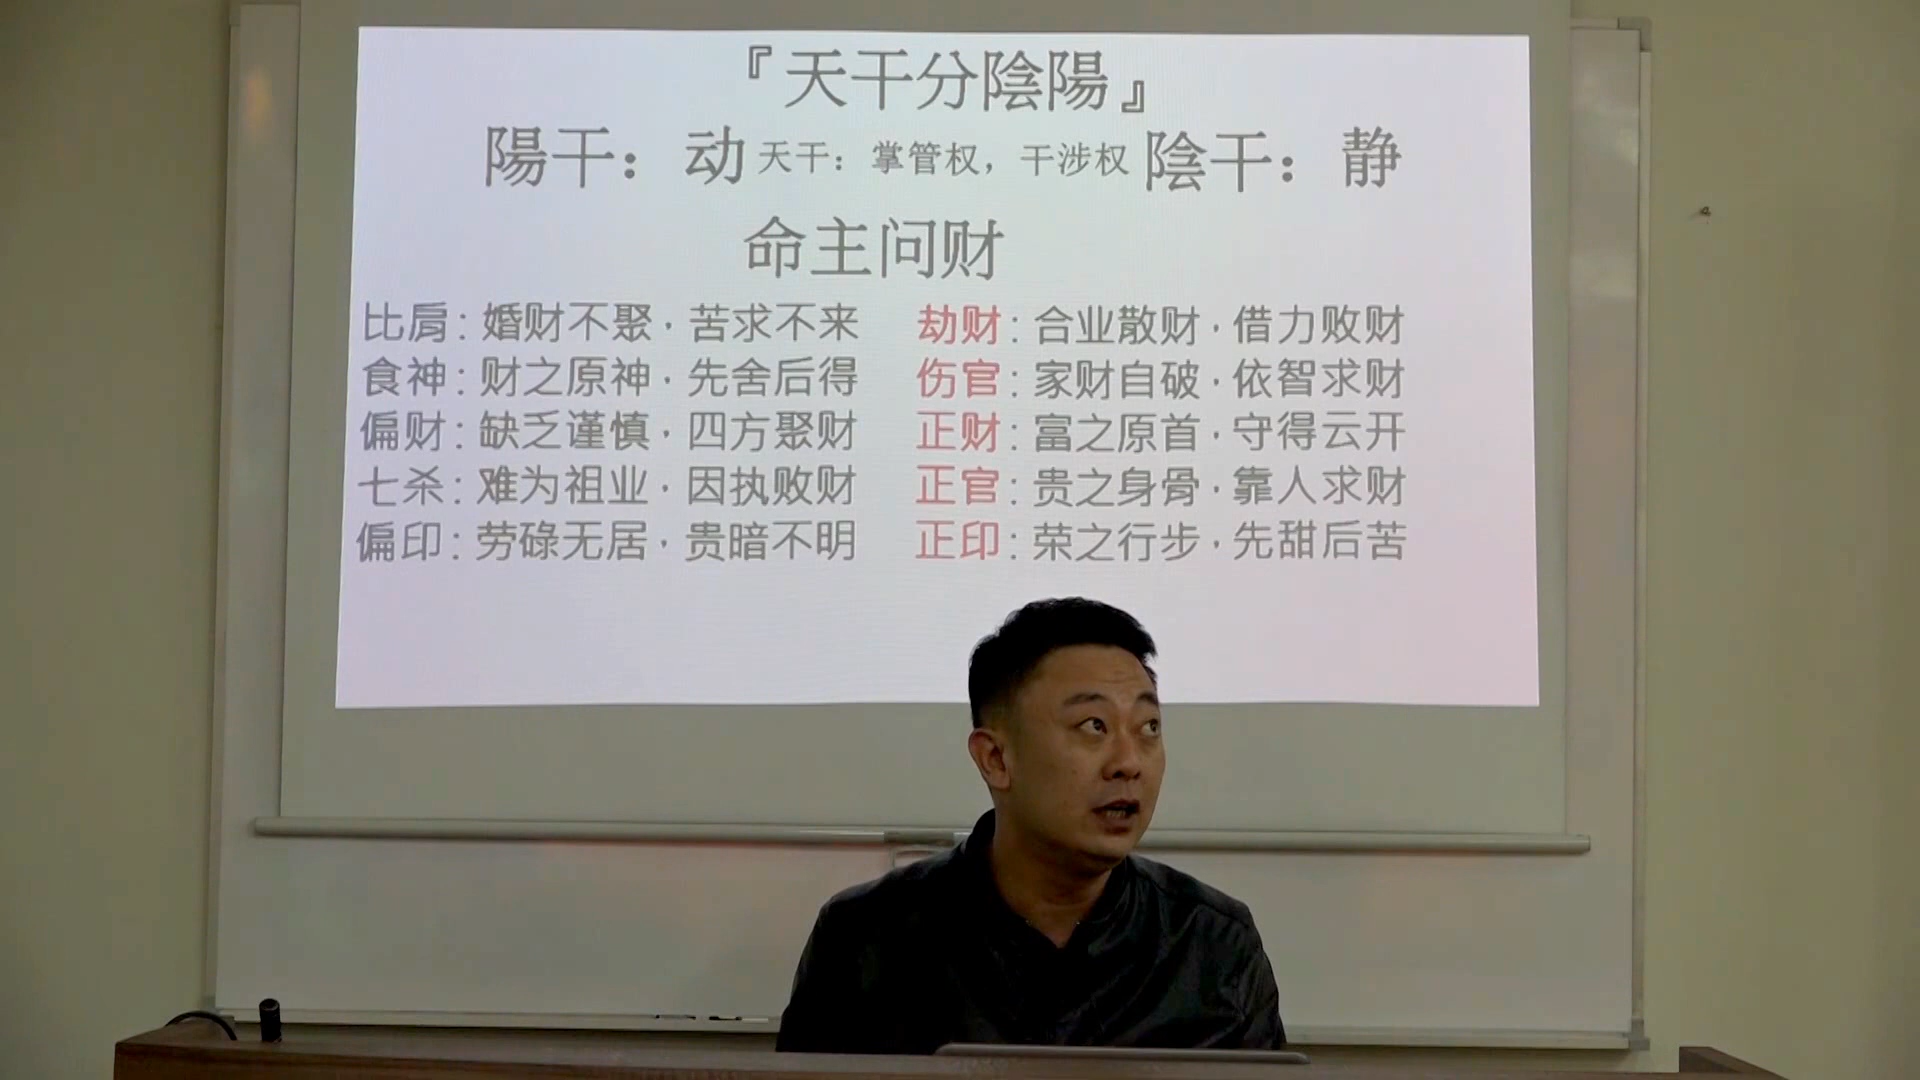 『天干分陰陽』
陽干：动 天干：掌管权，干涉权 陰干：静
命主问财
比肩：婚财不聚·苦求不来 劫财：合业散财·借力败财
食神：财之原神·先舍后得 伤官：家财自破·依智求财
偏财：缺乏谨慎·四方聚财 正财：富之原首·守得云开
七杀：难为祖业·因执败财 正官：贵之身骨·靠人求财
偏印：劳碌无居·贵暗不明 正印：荣之行步·先甜后苦